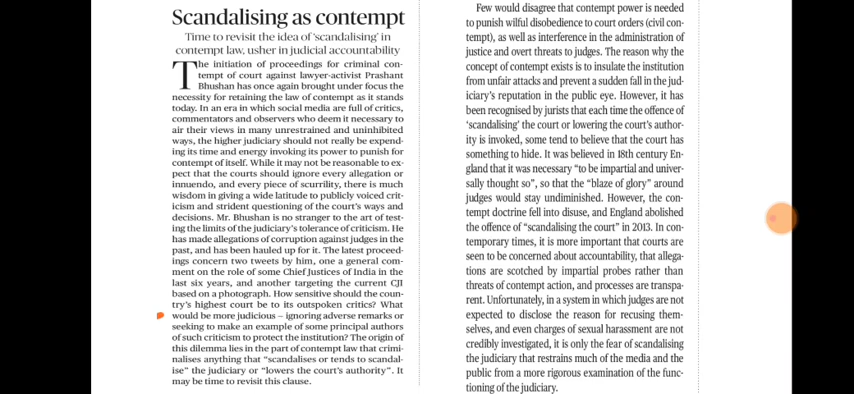 Scandalising as contempt
Time to revisit the idea of ‘scandalising’ in
contempt law, usher in judicial accountability
The initiation of proceedings for criminal con-
tempt of court against lawyer-activist Prashant
Bhushan has once again brought under focus the
necessity for retaining the law of contempt as it stands
today. In an era in which social media are full of critics,
commentators and observers who deem it necessary to
air their views in many unrestrained and uninhibited
ways, the higher judiciary should not really be expend-
ing its time and energy invoking its power to punish for
contempt of itself. While it may not be reasonable to ex-
pect that the courts should ignore every allegation or
innuendo, and every piece of scurrility, there is much
wisdom in giving a wide latitude to publicly voiced crit-
icism and strident questioning of the court’s ways and
decisions. Mr. Bhushan is no stranger to the art of test-
ing the limits of the judiciary’s tolerance of criticism. He
has made allegations of corruption against judges in the
past, and has been hauled up for it. The latest proceed-
ings concern two tweets by him, one a general com-
ment on the role of some Chief Justices of India in the
last six years, and another targeting the current CJI
based on a photograph. How sensitive should the coun-
try’s highest court be to its outspoken critics? What
would be more judicious – ignoring adverse remarks or
seeking to make an example of some principal authors
of such criticism to protect the institution? The origin of
this dilemma lies in the part of contempt law that crimi-
nalises anything that “scandalises or tends to scandal-
ise” the judiciary or “lowers the court’s authority”. It
may be time to revisit this clause.
Few would disagree that contempt power is needed
to punish wilful disobedience to court orders (civil con-
tempt), as well as interference in the administration of
justice and overt threats to judges. The reason why the
concept of contempt exists is to insulate the institution
from unfair attacks and prevent a sudden fall in the jud-
iciary’s reputation in the public eye. However, it has
been recognised by jurists that each time the offence of
‘scandalising’ the court or lowering the court’s author-
ity is invoked, some tend to believe that the court has
something to hide. It was believed in 18th century En-
gland that it was necessary “to be impartial and univer-
sally thought so”, so that the “blaze of glory” around
judges would stay undiminished. However, the con-
tempt doctrine fell into disuse, and England abolished
the offence of “scandalising the court” in 2013. In con-
temporary times, it is more important that courts are
seen to be concerned about accountability, that allega-
tions are scotched by impartial probes rather than
threats of contempt action, and processes are transpa-
rent. Unfortunately, in a system in which judges are not
expected to disclose the reason for recusing them-
selves, and even charges of sexual harassment are not
credibly investigated, it is only the fear of scandalising
the judiciary that restrains much of the media and the
public from a more rigorous examination of the func-
tioning of the judiciary.